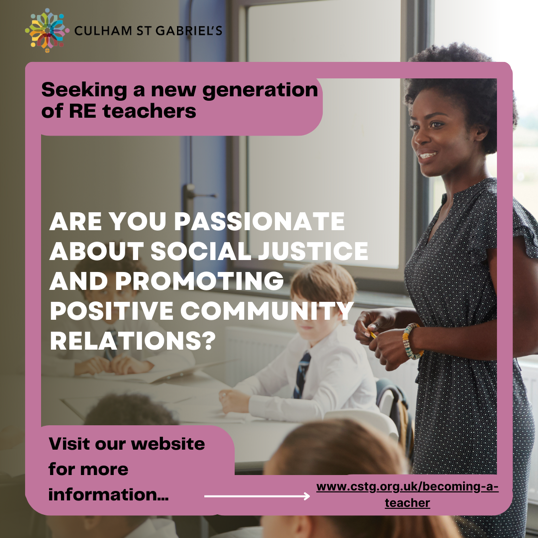 CULHAM ST GABRIEL'S
Seeking a new generation
of RE teachers
ARE YOU PASSIONATE
ABOUT SOCIAL JUSTICE
AND PROMOTING
POSITIVE COMMUNITY
RELATIONS?
Visit our website
for more
information...
www.cstg.org.uk/becoming-a-
teacher